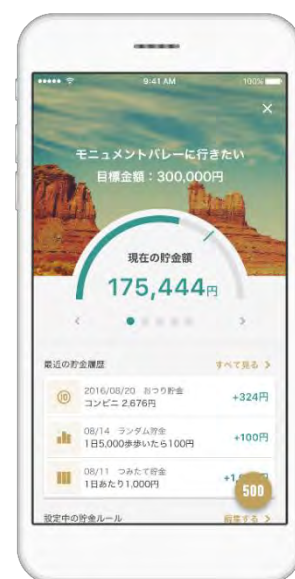 9:41 AM
100%
モニュメントバレーに行きたい
目標金額：300,000円
現在の貯金額
175,444円
最近の貯金履歴
すべて見る
2016/08/20 おつり貯金
コンビニ 2,676円
+324円
08/14 ランダム貯金
1日5,000歩歩いたら100円
+100円
08/11 つみたて貯金
1日あたり1,000円
500
設定中の貯金ルール
編集する